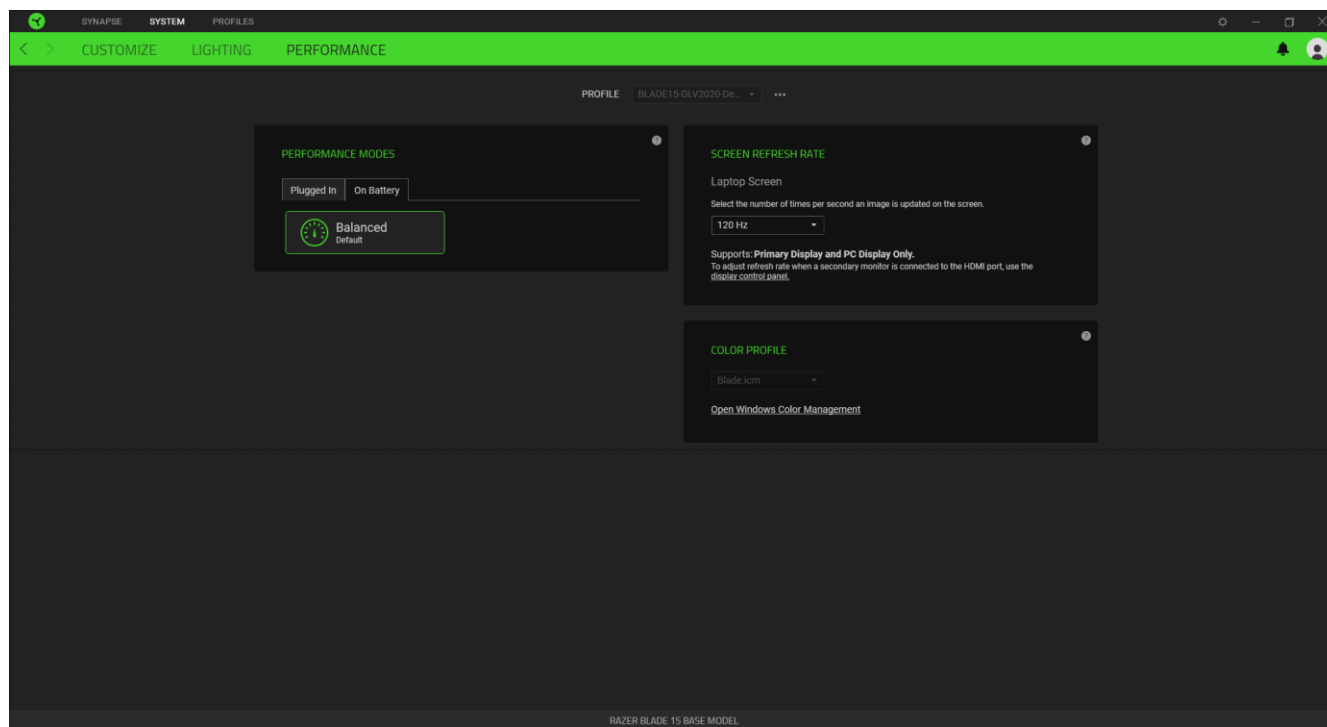 SYNAPSE SYSTEM PROFILES
CUSTOMIZE LIGHTING PERFORMANCE
PROFILE BLADE15-OLV2020-De...
PERFORMANCE MODES
Plugged In On Battery
Balanced
Default
SCREEN REFRESH RATE
Laptop Screen
Select the number of times per second an image is updated on the screen.
120 Hz
Supports: Primary Display and PC Display Only.
To adjust refresh rate when a secondary monitor is connected to the HDMI port, use the
display control panel.
COLOR PROFILE
Blade.icm
Open Windows Color Management
RAZER BLADE 15 BASE MODEL